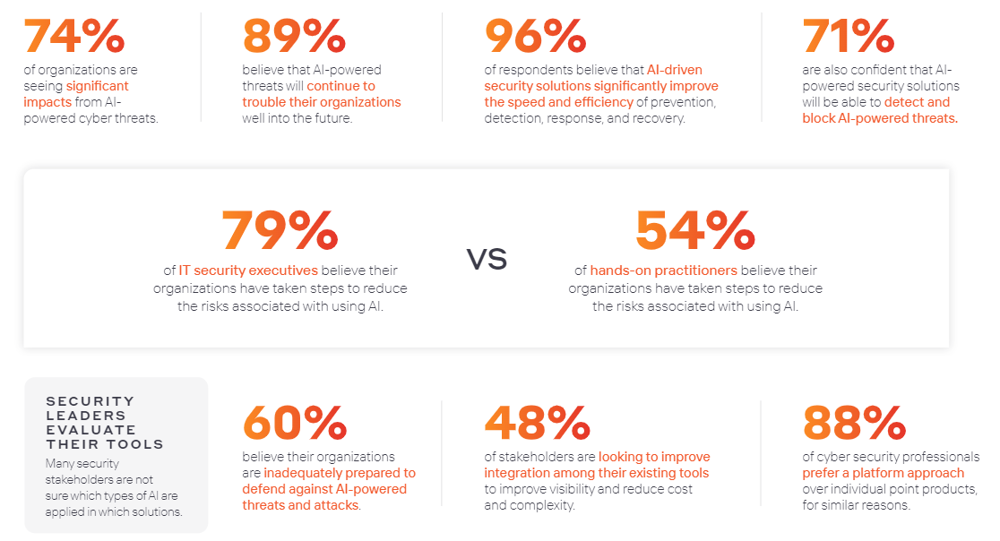 74%
of organizations are
seeing significant
impacts from AI-
powered cyber threats.
89%
believe that AI-powered
threats will continue to
trouble their organizations
well into the future.
96%
of respondents believe that AI-driven
security solutions significantly improve
the speed and efficiency of prevention,
detection, response, and recovery.
71%
are also confident that AI-
powered security solutions
will be able to detect and
block AI-powered threats.
79%
of IT security executives believe their
organizations have taken steps to reduce
the risks associated with using AI.
VS
54%
of hands-on practitioners believe their
organizations have taken steps to reduce
the risks associated with using AI.
SECURITY
LEADERS
EVALUATE
THEIR TOOLS
Many security
stakeholders are not
sure which types of AI are
applied in which solutions.
60%
believe their organizations
are inadequately prepared to
defend against AI-powered
threats and attacks.
48%
of stakeholders are looking to improve
integration among their existing tools
to improve visibility and reduce cost
and complexity.
88%
of cyber security professionals
prefer a platform approach
over individual point products,
for similar reasons.